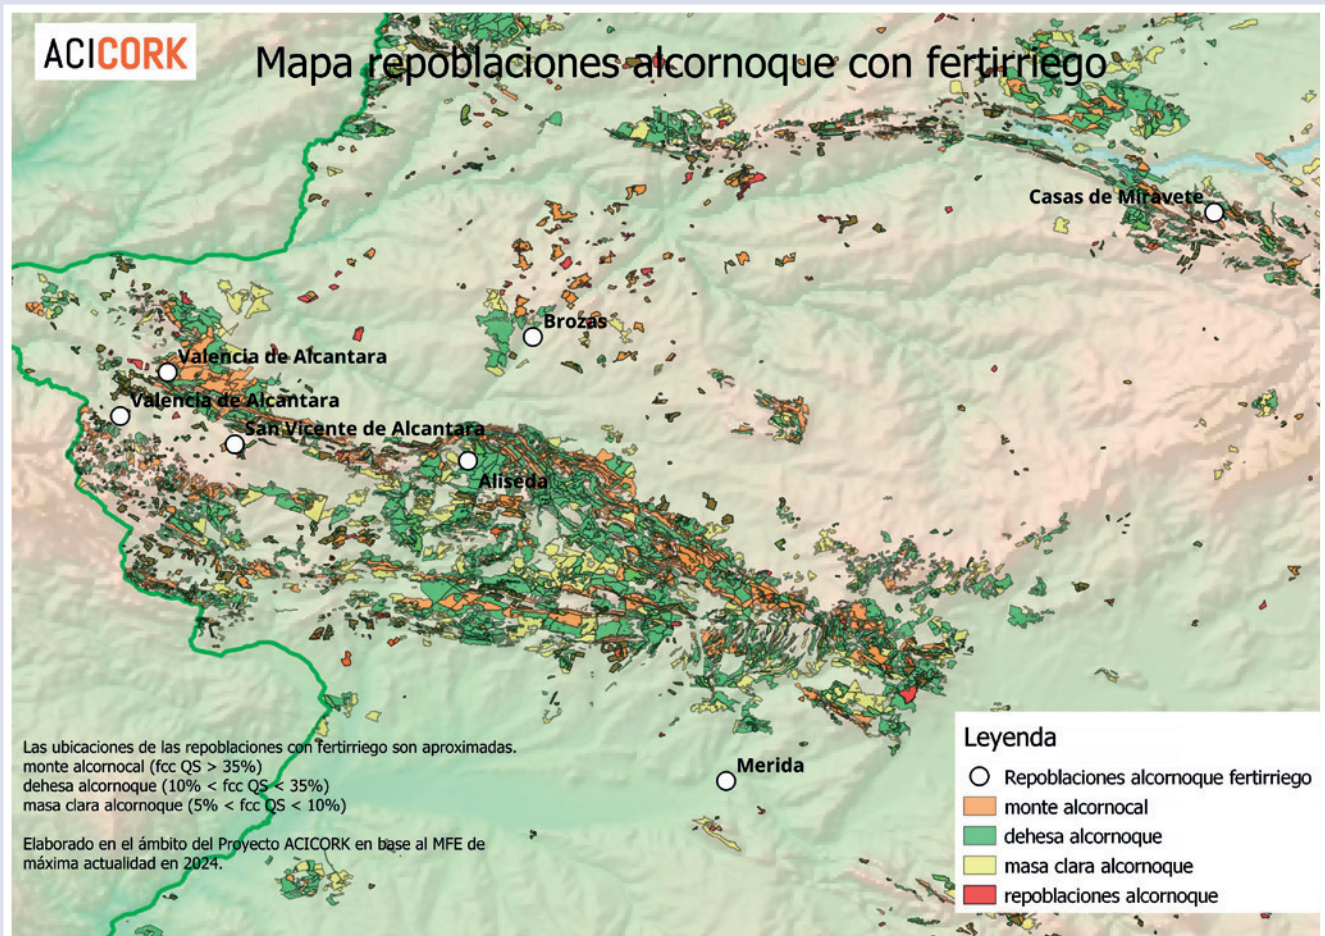 ACICORK
Mapa repoblaciones alcornoque con fertirriego
Casas de Miravete
Brozas
Valencia de Alcantara
Valencia de Alcantara
San Vicente de Alcantara
Aliseda
Merida
Las ubicaciones de las repoblaciones con fertirriego son aproximadas.
monte alcornocal (fcc QS > 35%)
dehesa alcornoque (10% < fcc QS < 35%)
masa clara alcornoque (5% < fcc QS < 10%)
Elaborado en el ámbito del Proyecto ACICORK en base al MFE de
máxima actualidad en 2024.
Leyenda
Repoblaciones alcornoque fertirriego
monte alcornocal
dehesa alcornoque
masa clara alcornoque
repoblaciones alcornoque